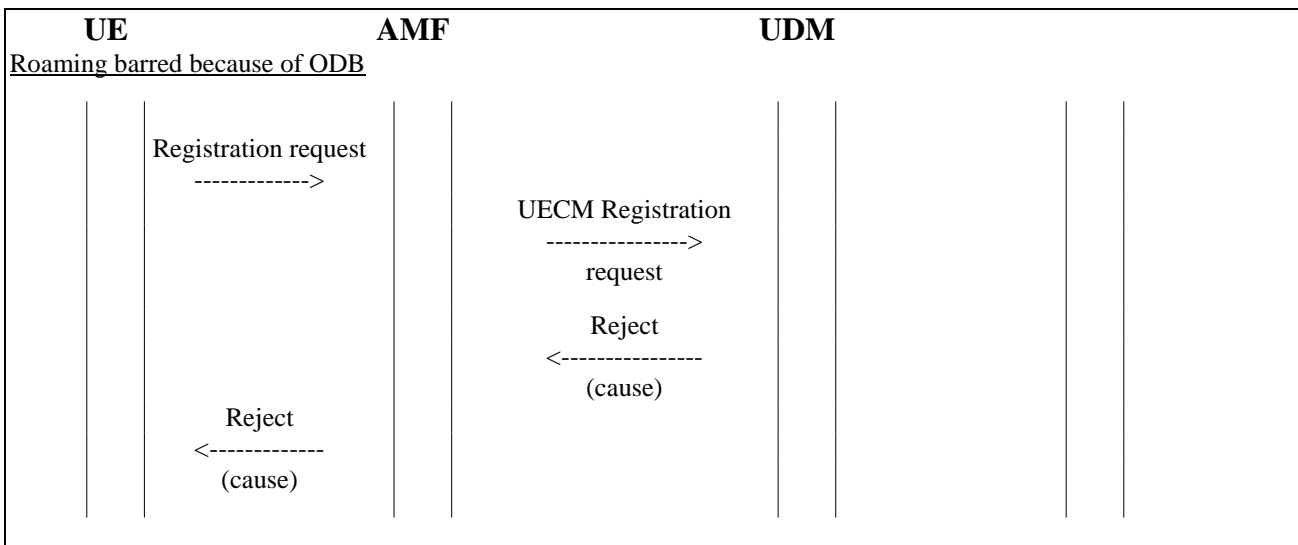 UE AMF UDM
Roaming barred because of ODB
Registration request
------------->
UECM Registration
---------------->
request
Reject
<----------------
(cause)
Reject
<-------------
(cause)